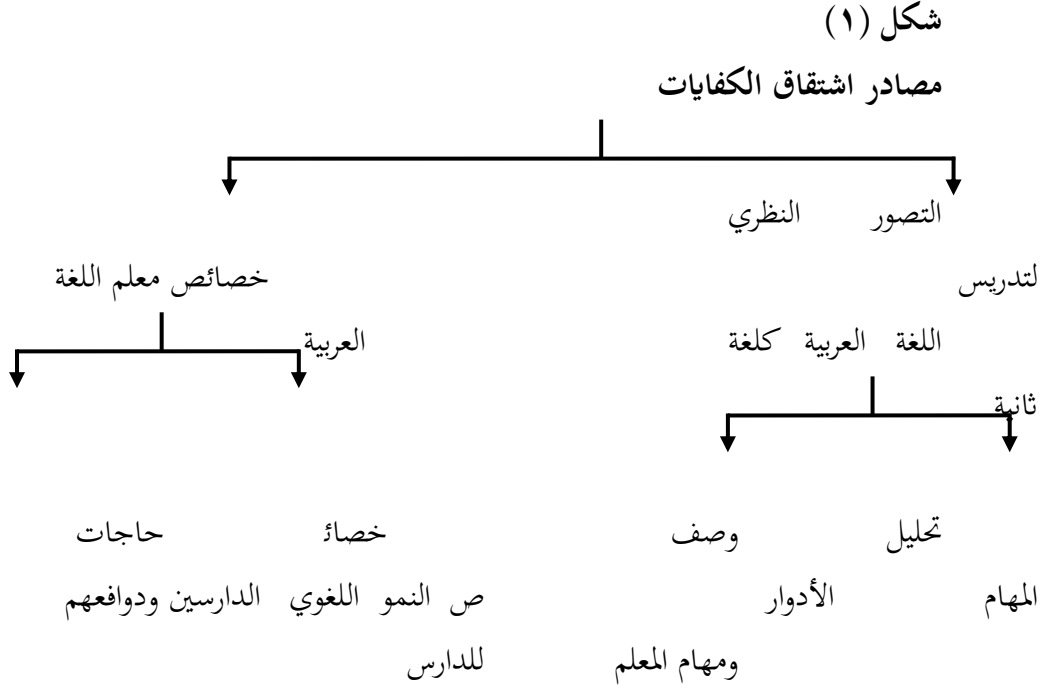 شكل (١)
مصادر اشتقاق الكفايات
التصور النظري
لتدريس خصائص معلم اللغة
اللغة العربية كلغة العربية
ثانية
تحليل وصف خصائ حاجات
المهام الأدوار ص النمو اللغوي الدارسين ودوافعهم
ومهام المعلم للدارس